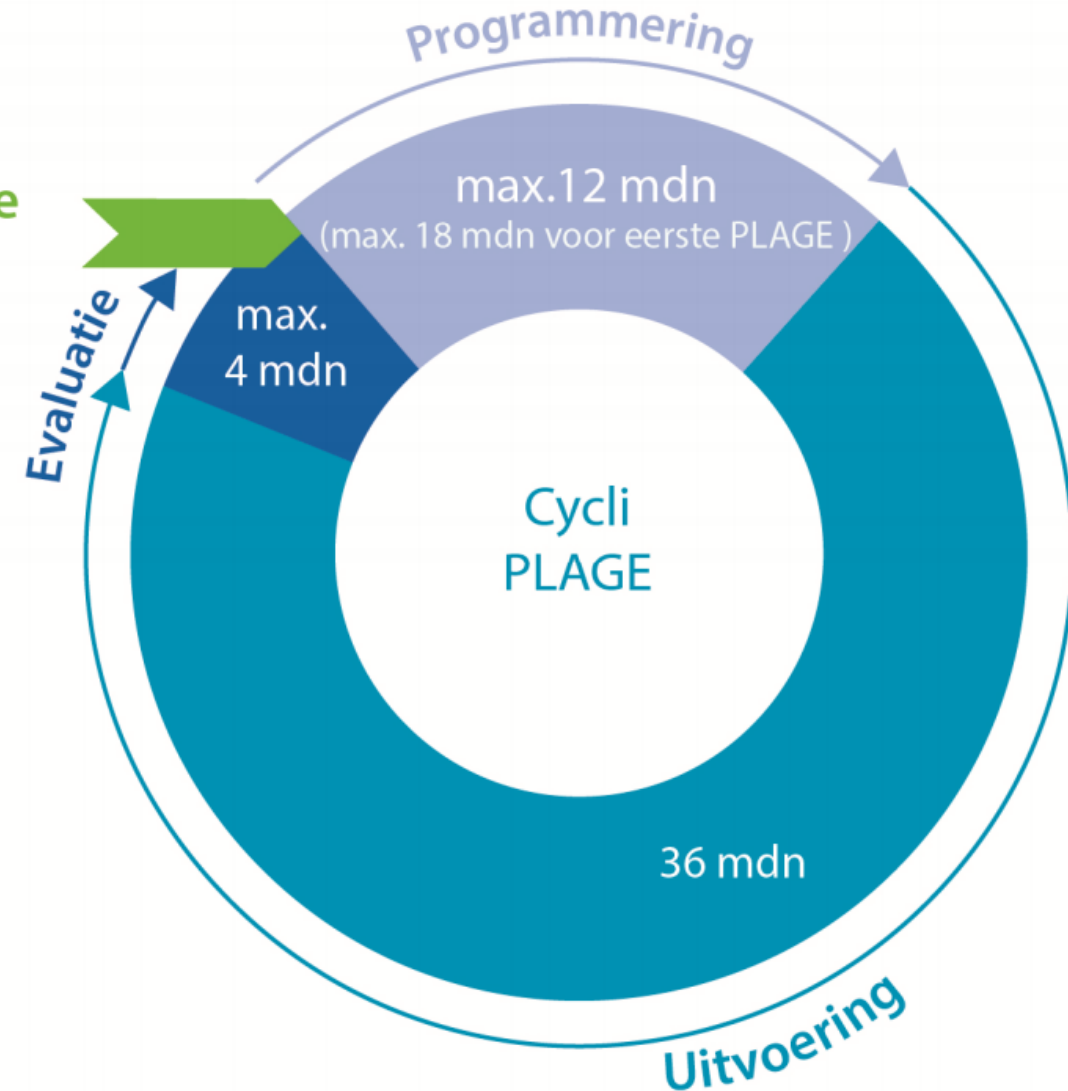 Programmering
max.12 mdn
(max. 18 mdn voor eerste PLAGE )
max.
4 mdn
Evaluatie
Cycli
PLAGE
36 mdn
Uitvoering